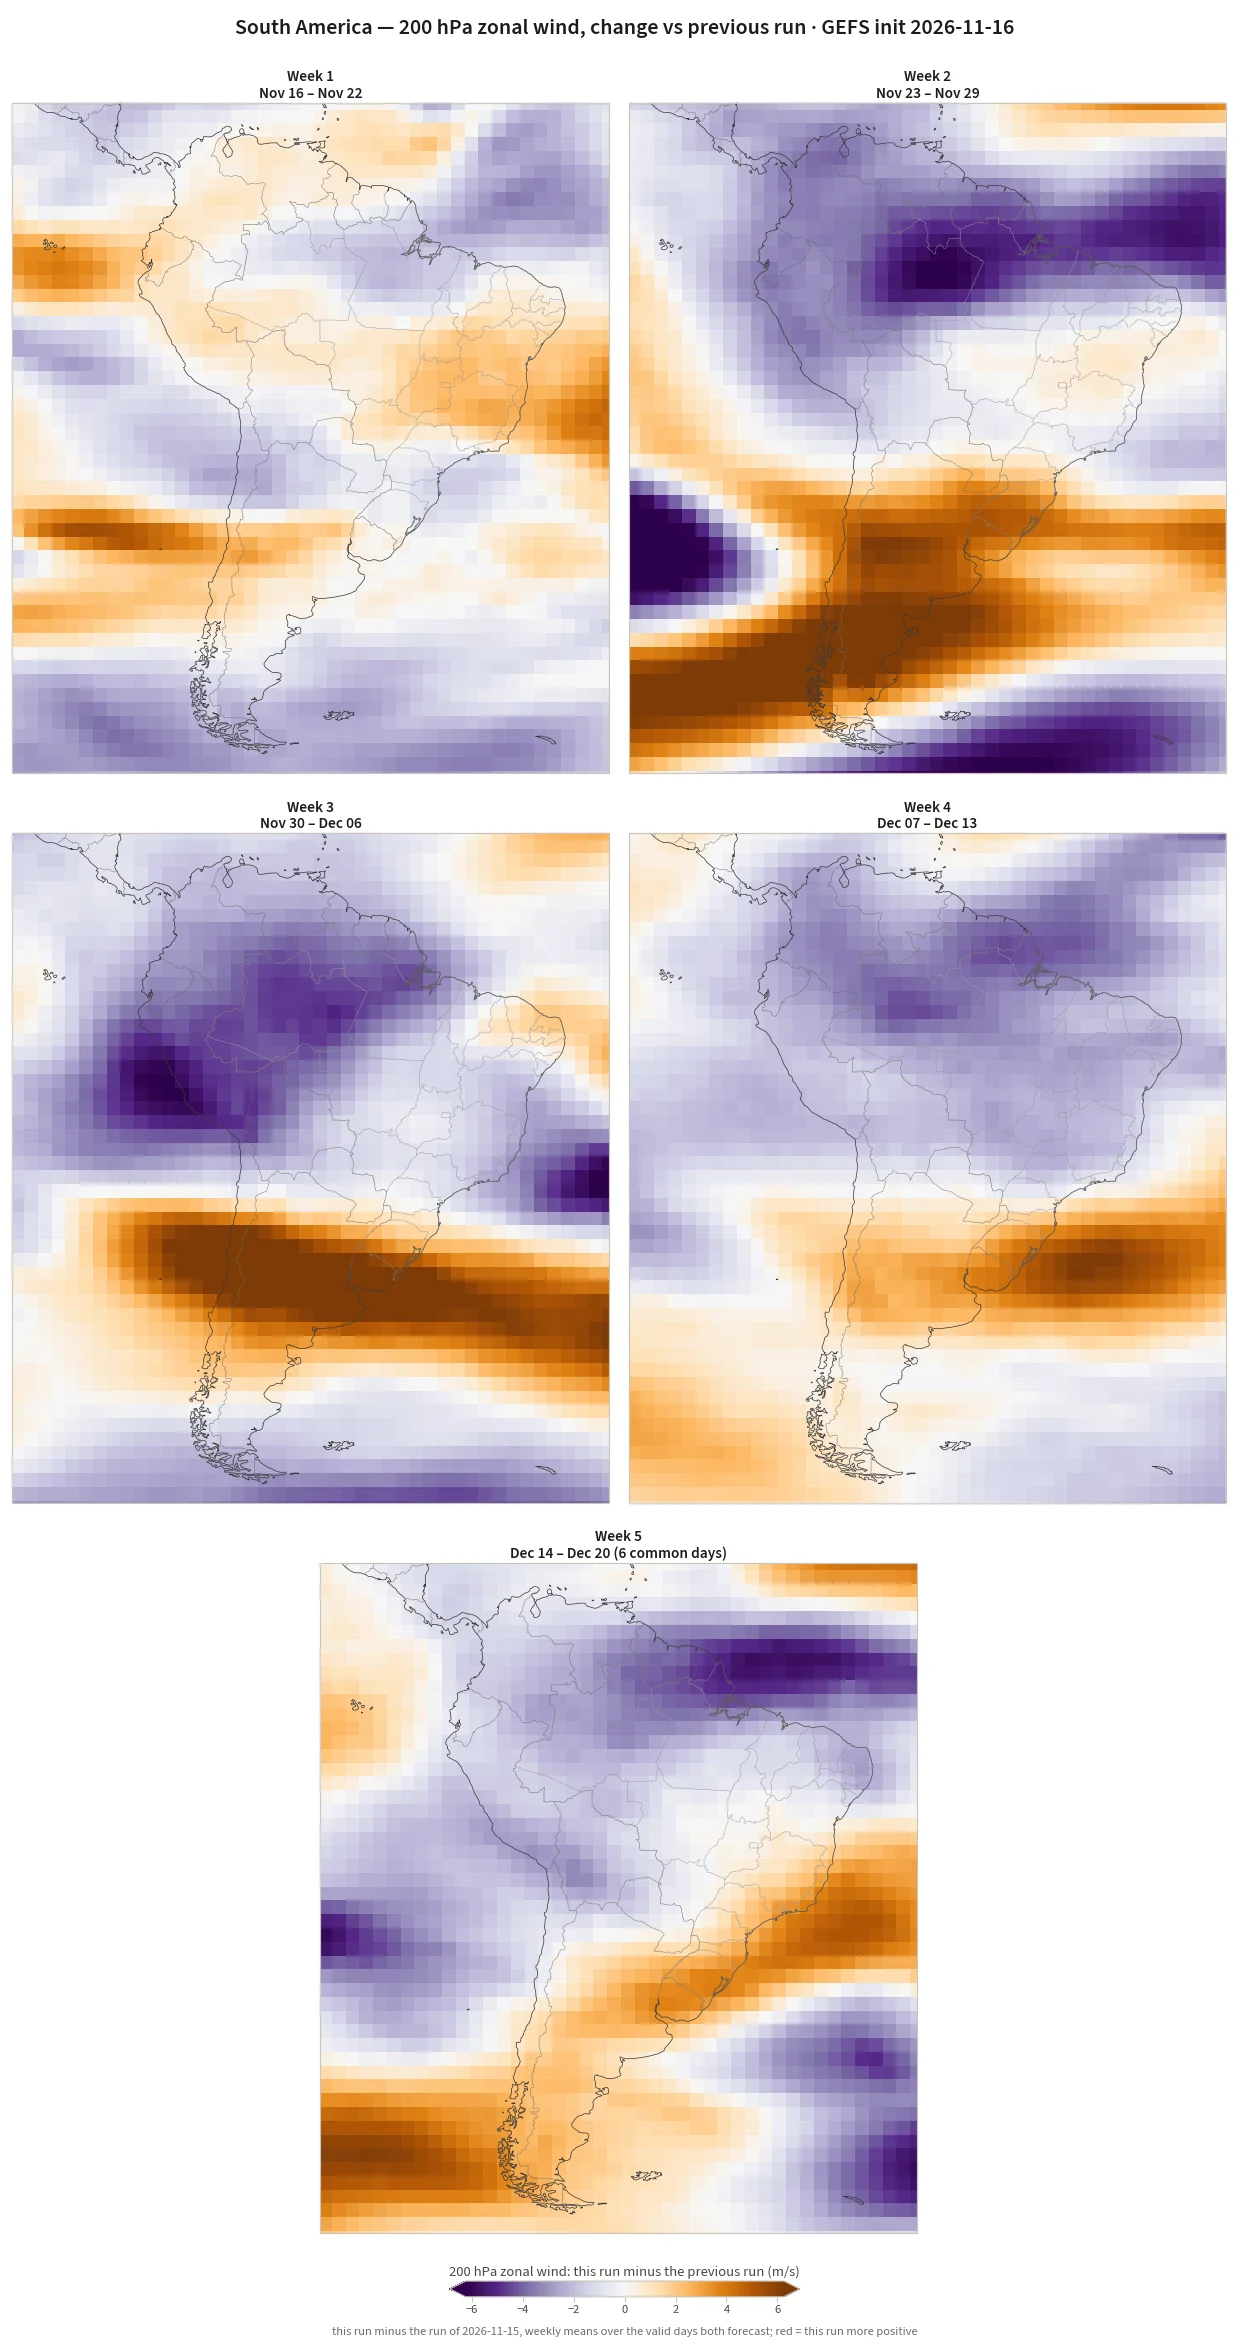 South America — 200 hPa zonal wind, change vs previous run · GEFS init 2026-11-16
Week 1
Nov 16 – Nov 22
Week 2
Nov 23 – Nov 29
Week 3
Nov 30 – Dec 06
Week 4
Dec 07 – Dec 13
Week 5
Dec 14 – Dec 20 (6 common days)
200 hPa zonal wind: this run minus the previous run (m/s)
−6 −4 −2 0 2 4 6
this run minus the run of 2026-11-15, weekly means over the valid days both forecast; red = this run more positive